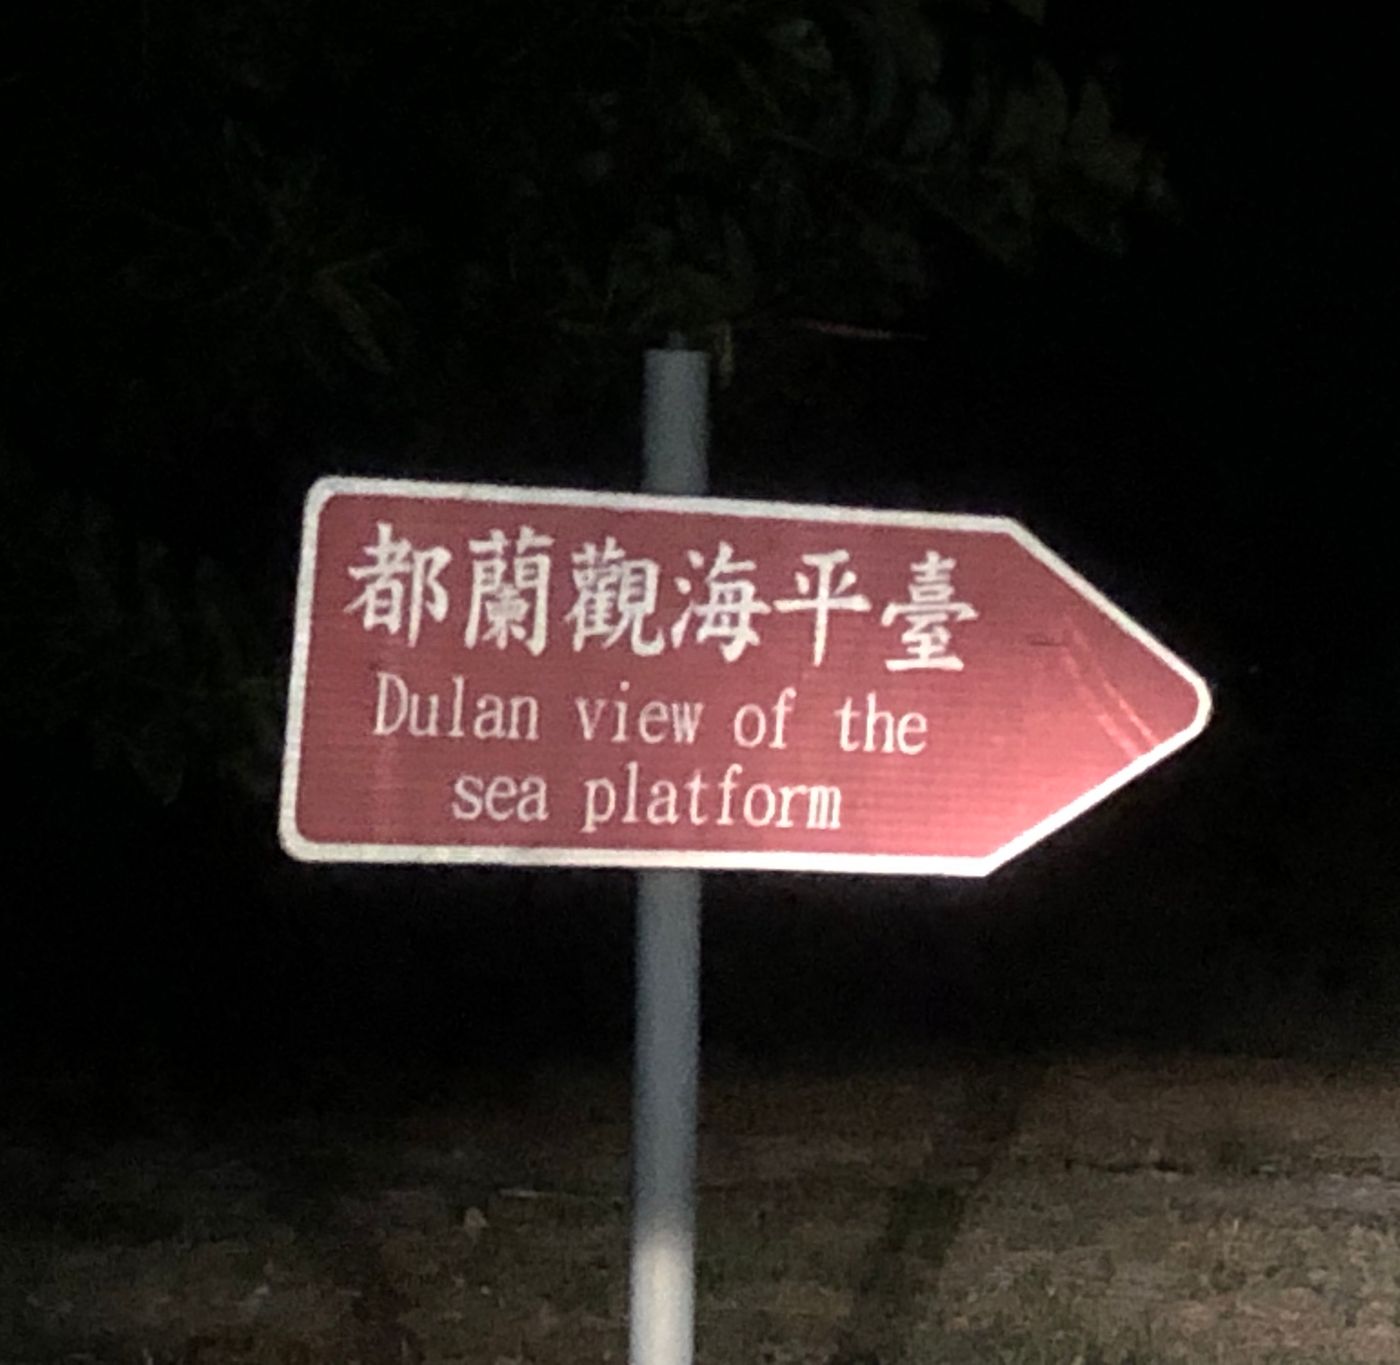 都蘭觀海平臺
Dulan view of the
sea platform